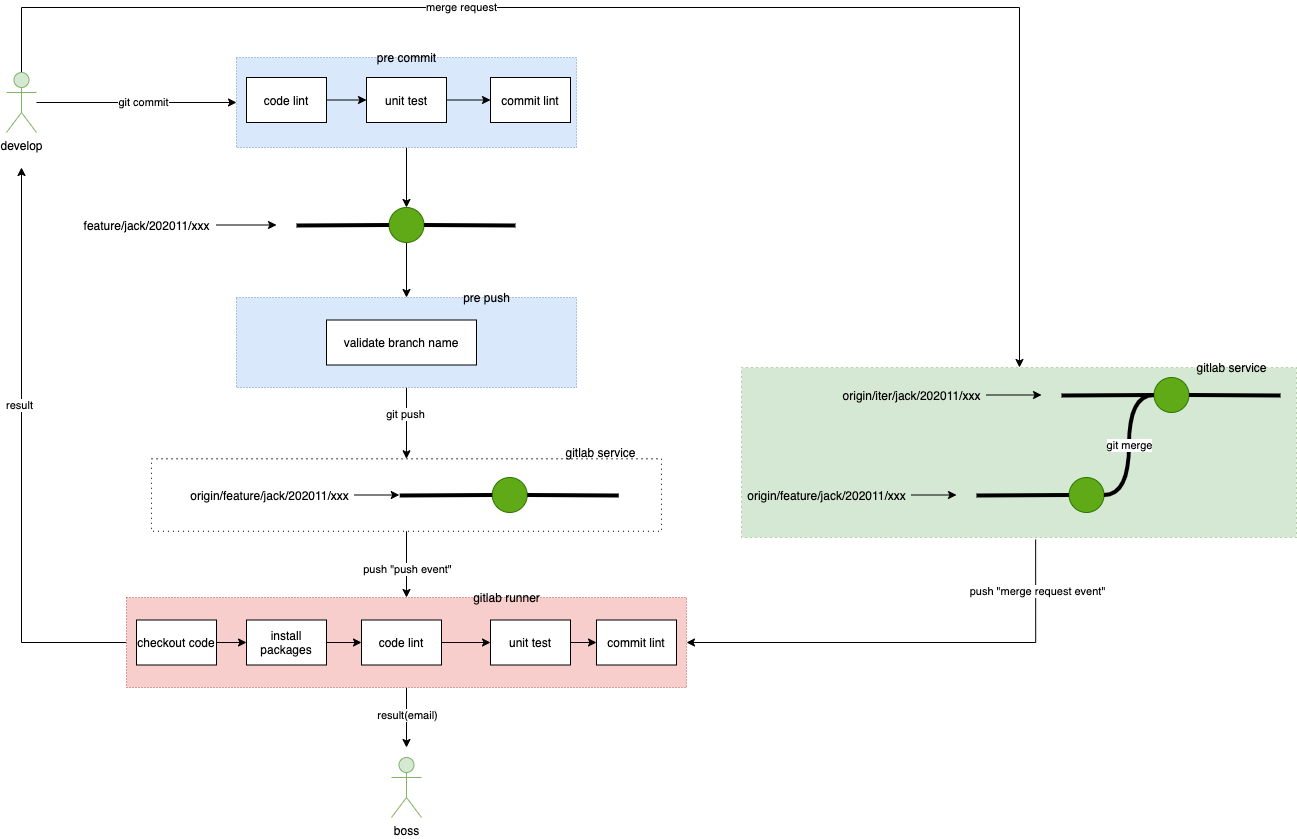 merge request
pre commit
code lint
unit test
commit lint
git commit
develop
feature/jack/202011/xxx
pre push
validate branch name
gitlab service
origin/iter/jack/202011/xxx
result
git push
git merge
gitlab service
origin/feature/jack/202011/xxx
origin/feature/jack/202011/xxx
push "push event"
push "merge request event"
gitlab runner
checkout code
install
packages
code lint
unit test
commit lint
result(email)
boss